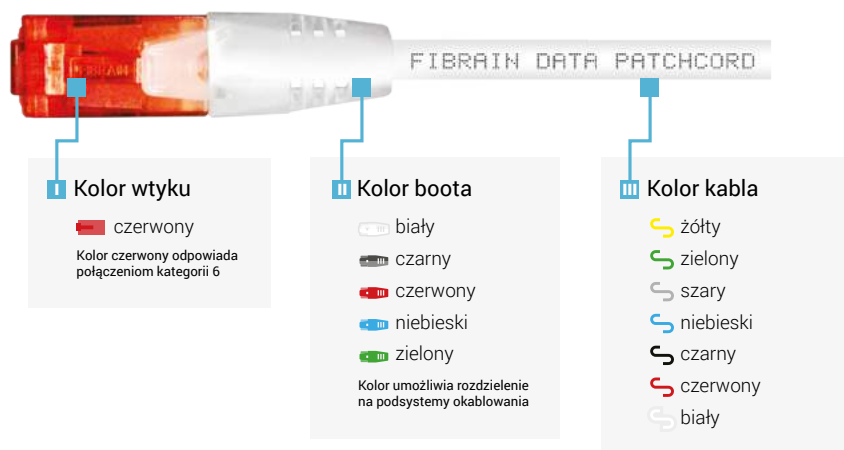 FIBRAIN
FIBRAIN DATA PATCHCORD
I Kolor wtyku
czerwony
Kolor czerwony odpowiada
połączeniom kategorii 6
II Kolor boota
biały
czarny
czerwony
niebieski
zielony
Kolor umożliwia rozdzielenie
na podsystemy okablowania
III Kolor kabla
żółty
zielony
szary
niebieski
czarny
czerwony
biały